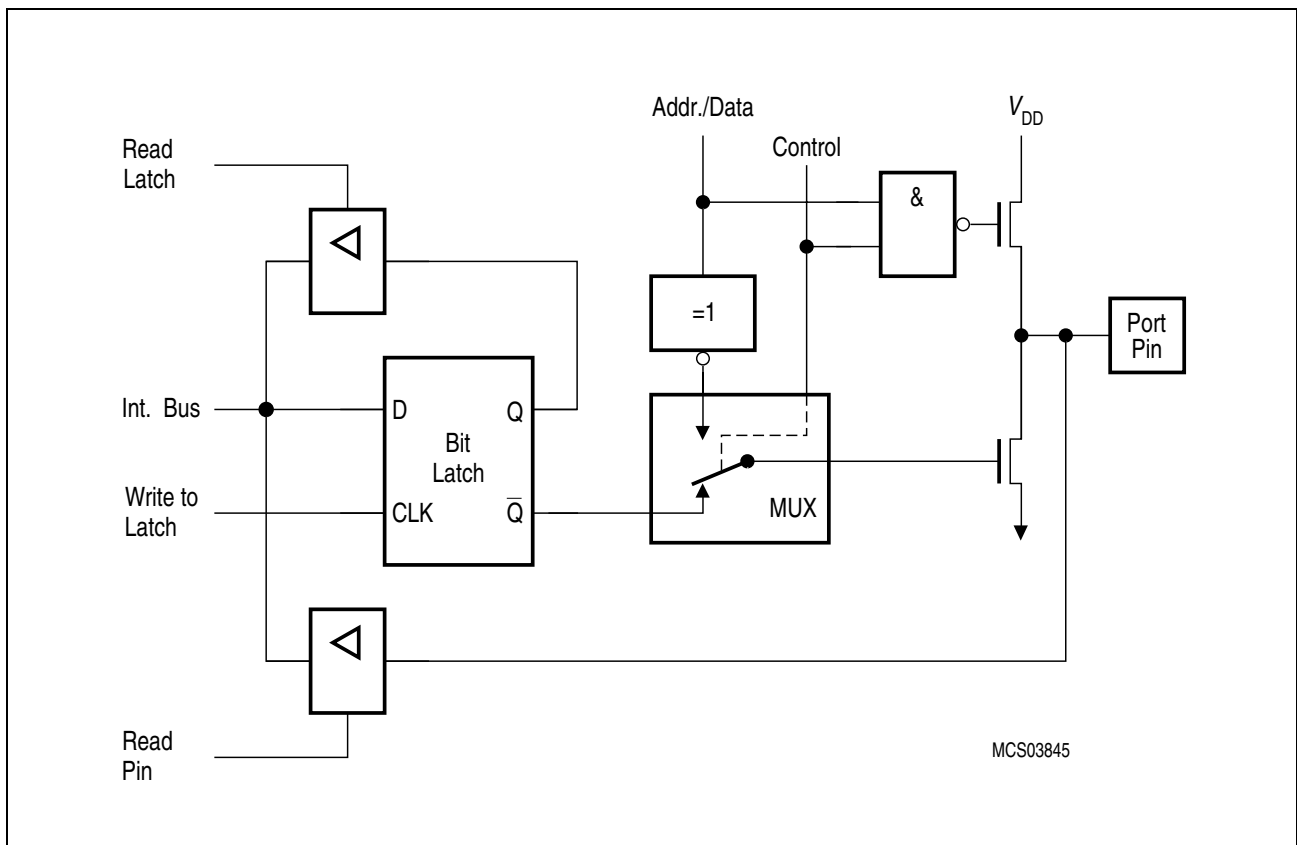 Addr./Data
V DD
Control
Read
Latch
&
=1
Port
Pin
Int. Bus
D
Q
Bit
Latch
Write to
Latch
CLK
Q̅
MUX
Read
Pin
MCS03845